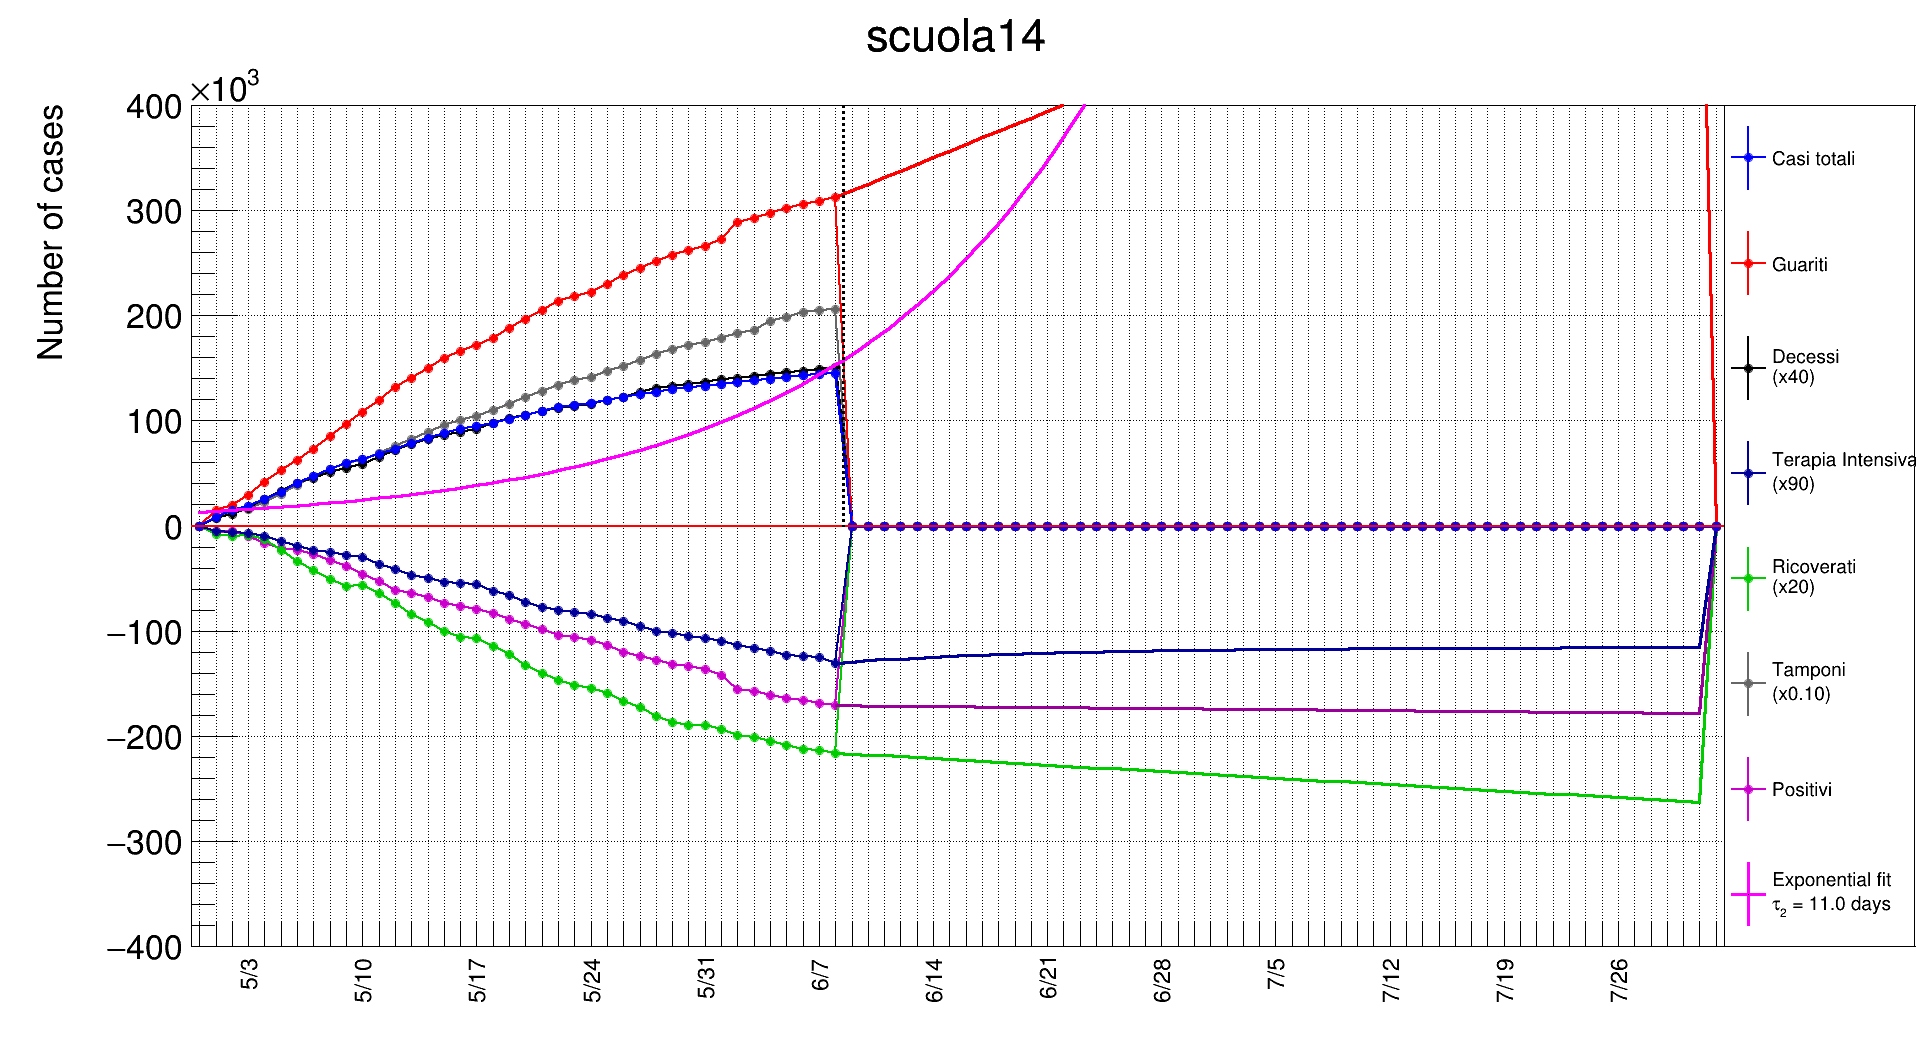 scuola14
×10³
Number of cases
400
300
200
100
0
−100
−200
−300
−400
5/3
5/10
5/17
5/24
5/31
6/7
6/14
6/21
6/28
7/5
7/12
7/19
7/26
Casi totali
Guariti
Decessi
(x40)
Terapia Intensiva
(x90)
Ricoverati
(x20)
Tamponi
(x0.10)
Positivi
Exponential fit
τ₂ = 11.0 days